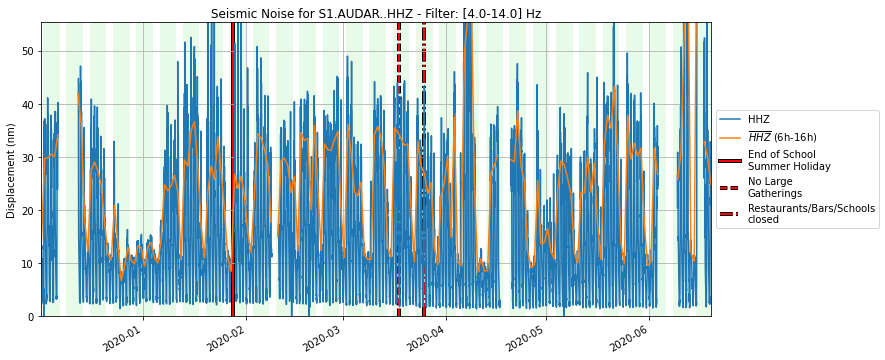 Seismic Noise for S1.AUDAR..HHZ - Filter: [4.0-14.0] Hz
Displacement (nm)
50
40
30
20
10
0
2020-01
2020-02
2020-03
2020-04
2020-05
2020-06
HHZ
HHZ (6h-16h)
End of School
Summer Holiday
No Large
Gatherings
Restaurants/Bars/Schools
closed